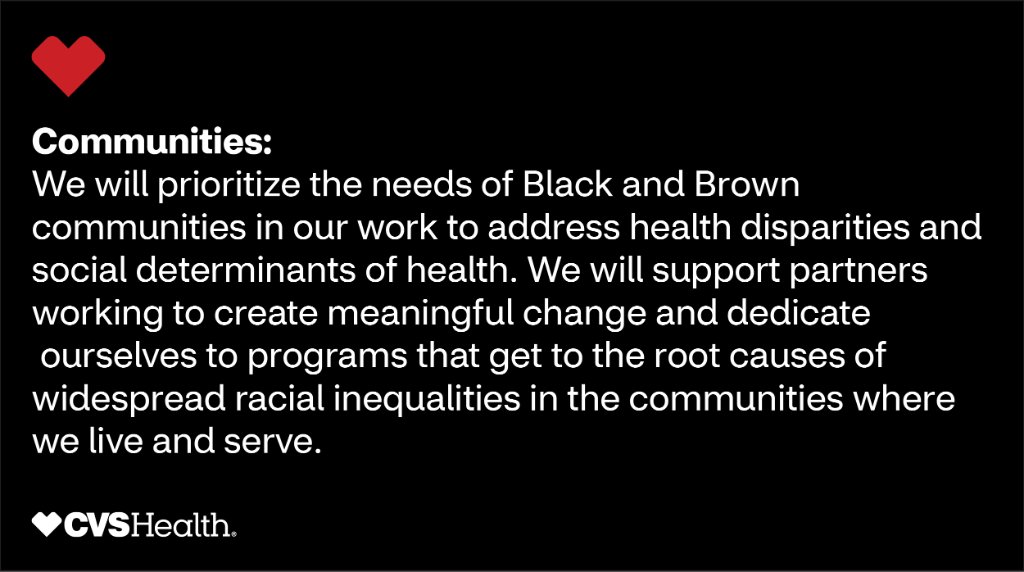 Communities:
We will prioritize the needs of Black and Brown
communities in our work to address health disparities and
social determinants of health. We will support partners
working to create meaningful change and dedicate
ourselves to programs that get to the root causes of
widespread racial inequalities in the communities where
we live and serve.
CVSHealth®